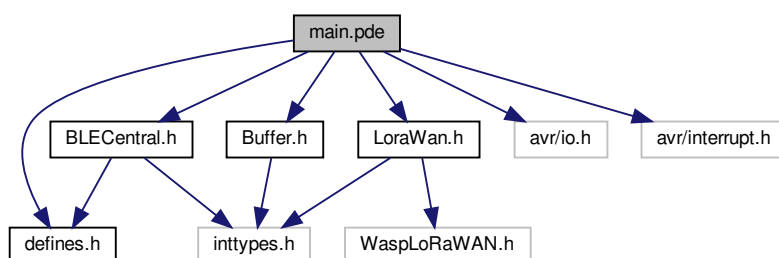 main.pde
BLECentral.h
Buffer.h
LoraWan.h
avr/io.h
avr/interrupt.h
defines.h
inttypes.h
WaspLoRaWAN.h